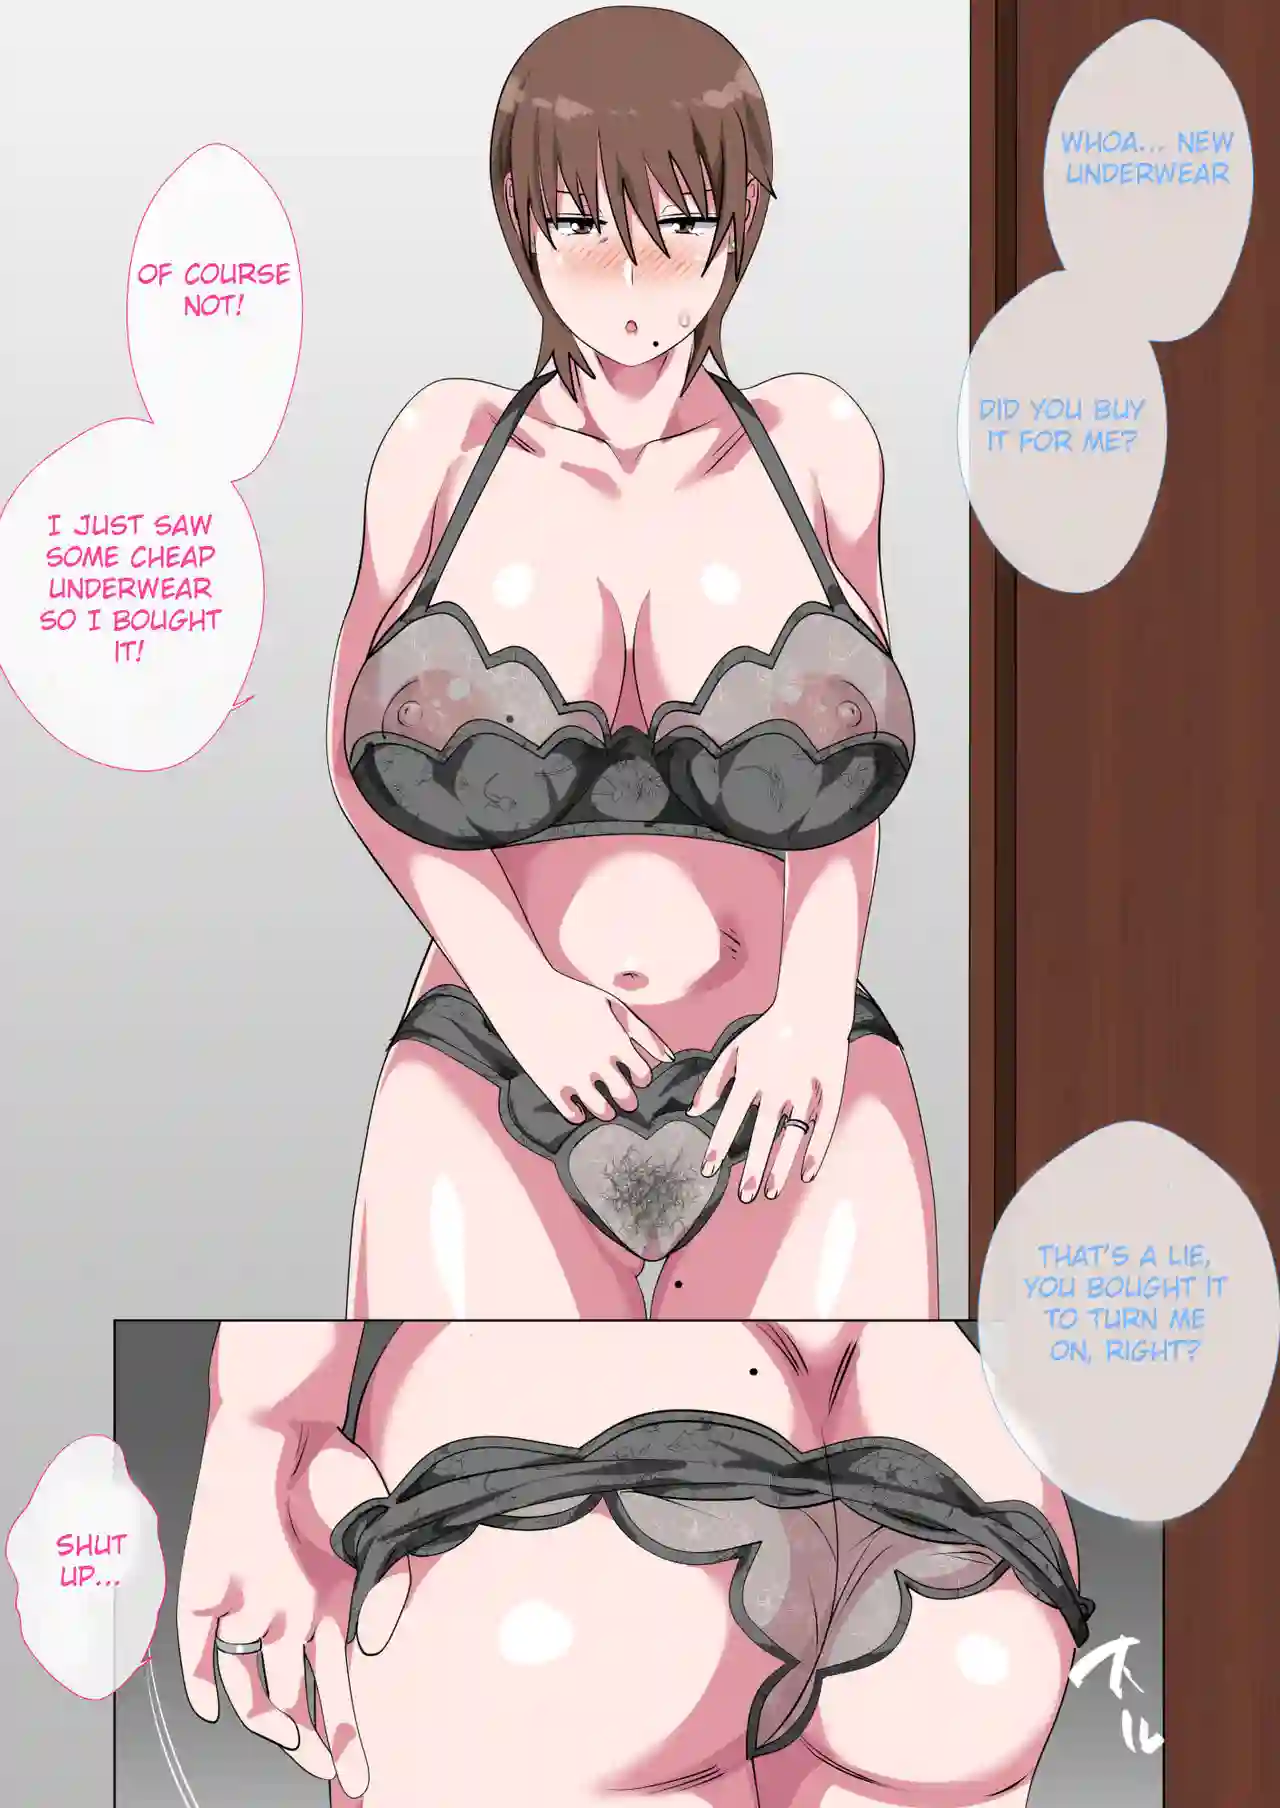 WHOA... NEW
UNDERWEAR
DID YOU BUY
IT FOR ME?
OF COURSE
NOT!
I JUST SAW
SOME CHEAP
UNDERWEAR
SO I BOUGHT
IT!
THAT'S A LIE,
YOU BOUGHT IT
TO TURN ME
ON, RIGHT?
SHUT
UP...